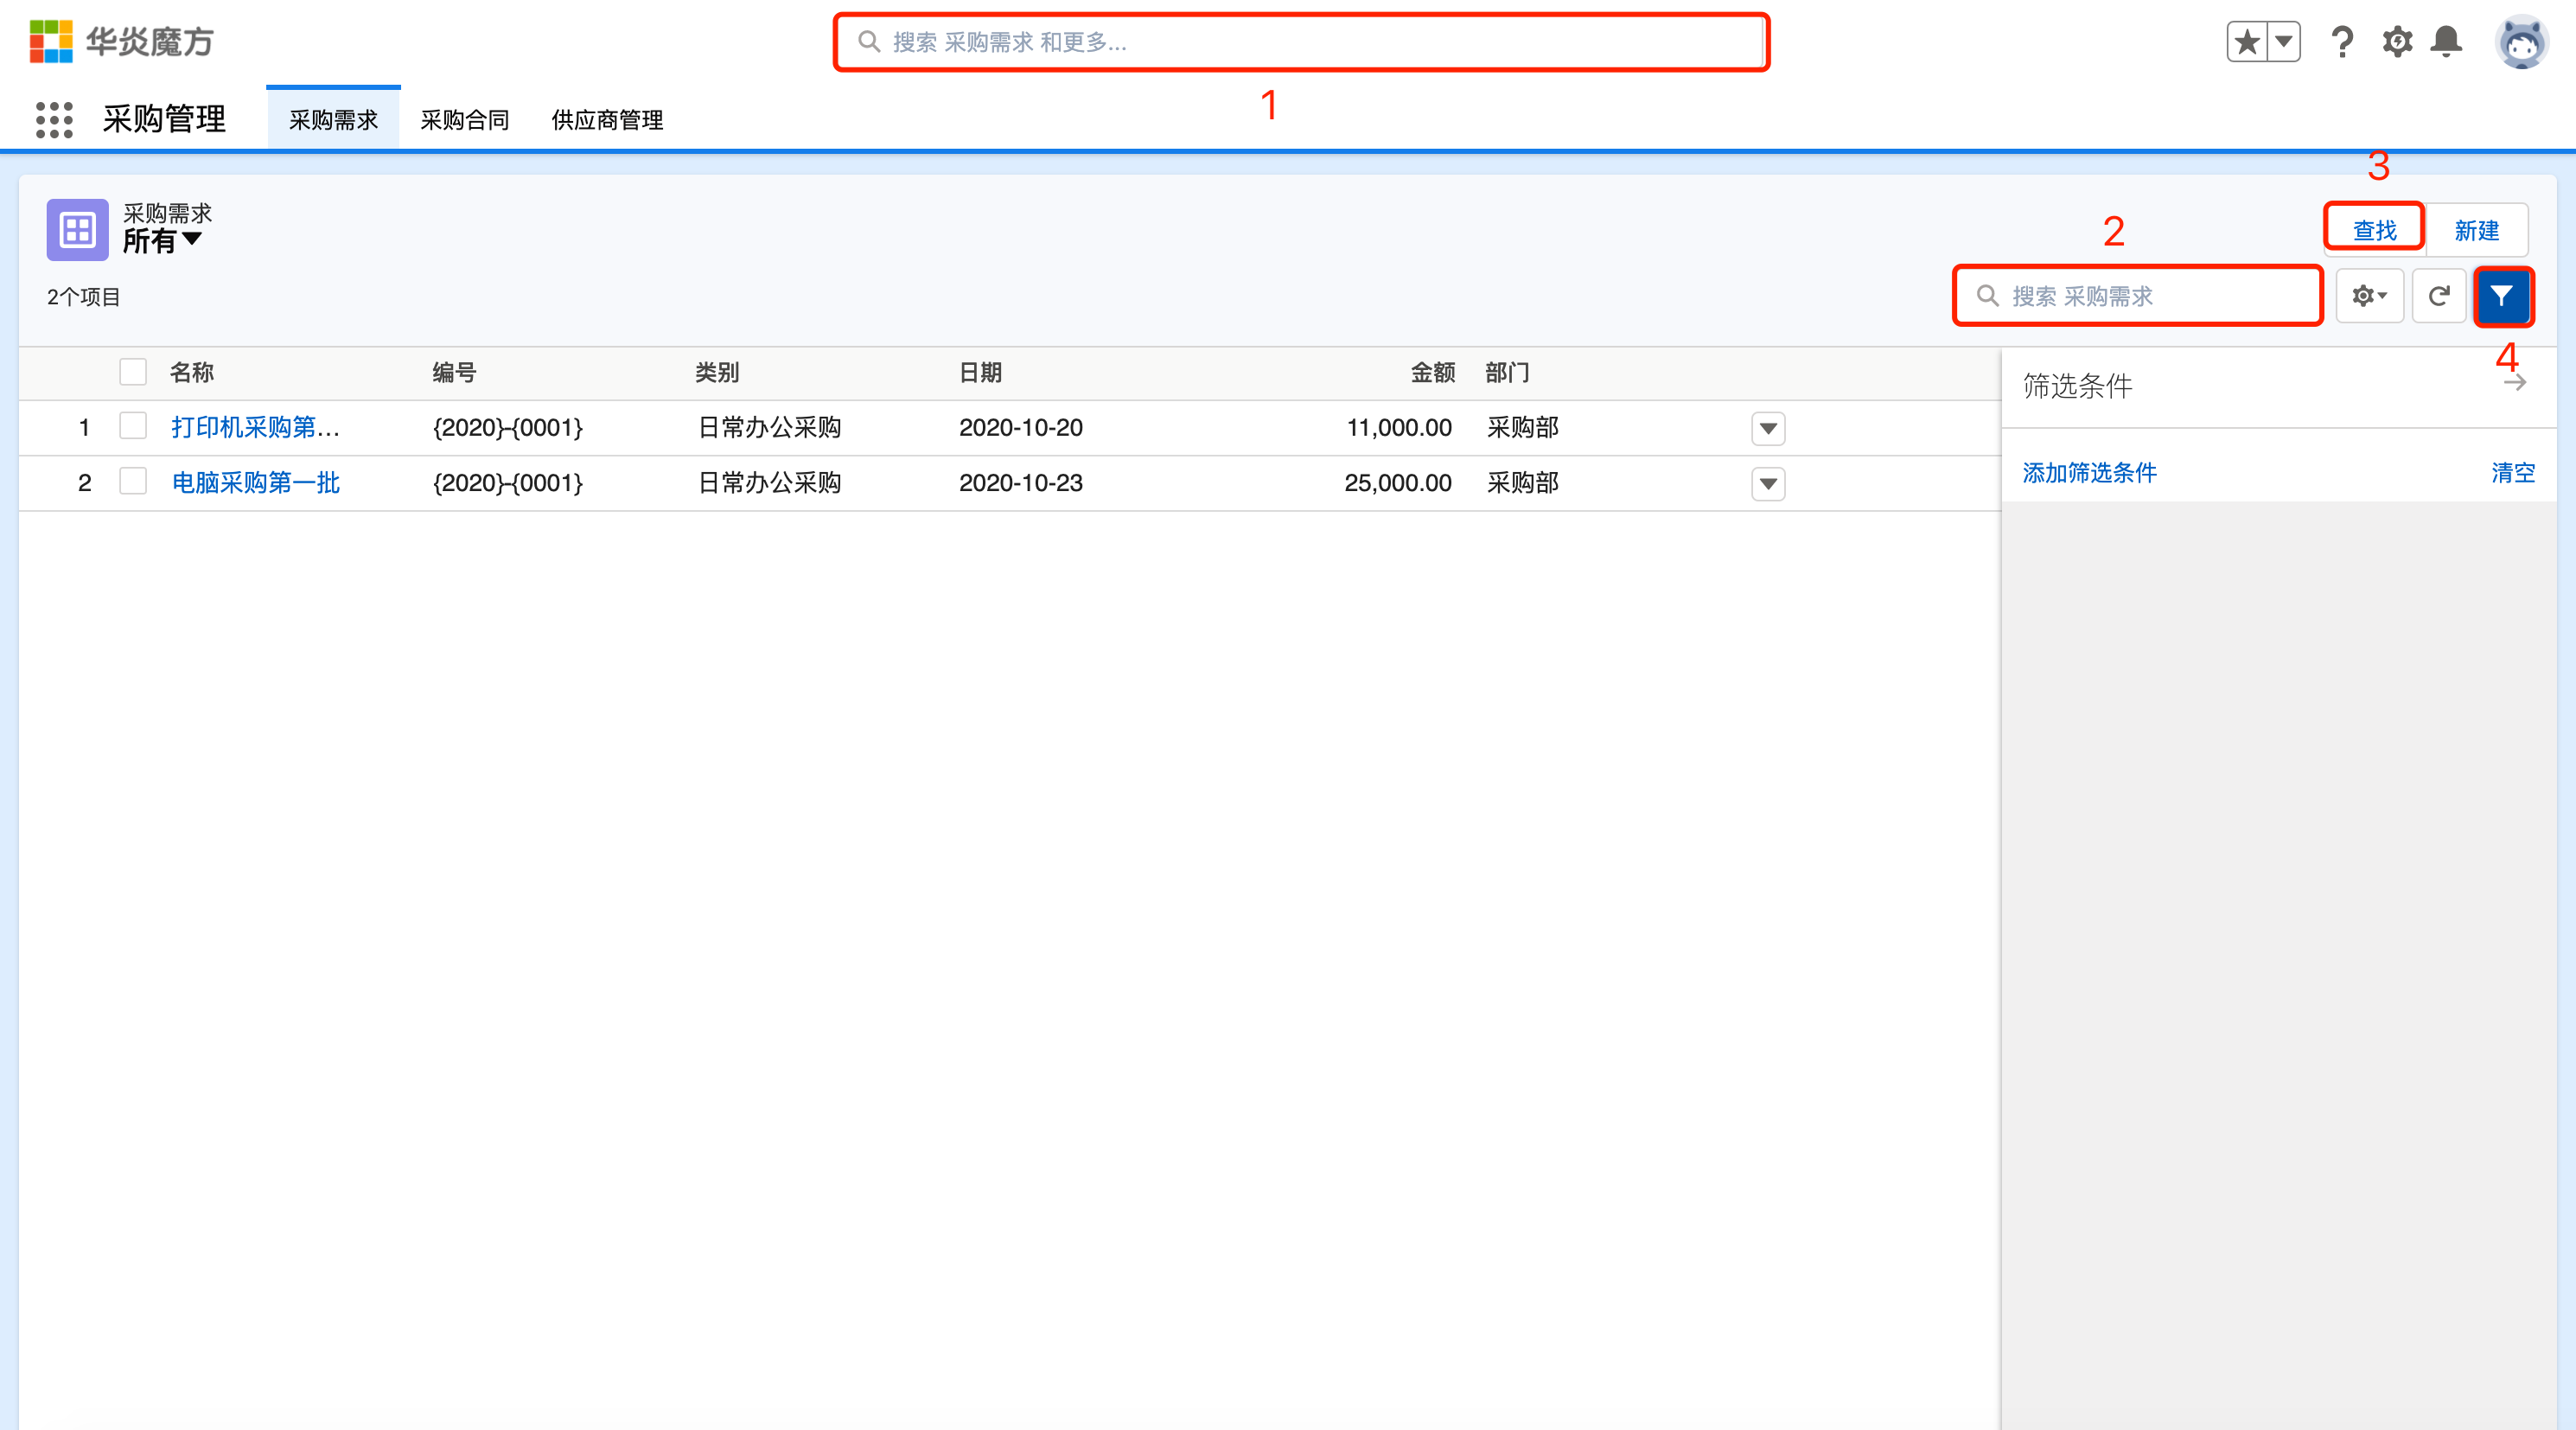 华炎魔方
搜索 采购需求 和更多...
1
采购管理 采购需求 采购合同 供应商管理
3
采购需求
所有
2
查找 新建
2个项目
搜索 采购需求
4
名称 编号 类别 日期 金额 部门
筛选条件
1 打印机采购第... {2020}-{0001} 日常办公采购 2020-10-20 11,000.00 采购部
添加筛选条件 清空
2 电脑采购第一批 {2020}-{0001} 日常办公采购 2020-10-23 25,000.00 采购部